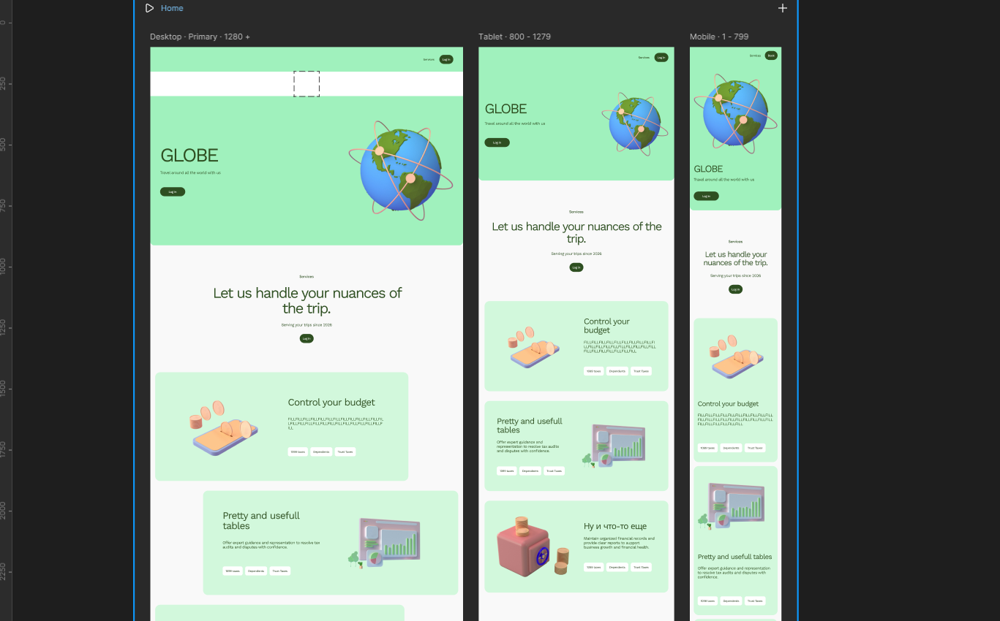 Home
Desktop · Primary · 1280 +
Services
Log in
GLOBE
Travel around all the world with us
Log in
Services
Let us handle your nuances of
the trip.
Serving your trips since 2026
Log in
Control your budget
FILLFILLFILLFILLFILLFILLFILLFILLFILLFI
LL.
1099 taxes
Dependents
Trust Taxes
Pretty and usefull
tables
Offer expert guidance and representation to resolve tax
audits and disputes with confidence.
1099 taxes
Dependents
Trust Taxes
Tablet · 800 - 1279
Services
Log in
GLOBE
Travel around all the world with us
Log in
Services
Let us handle your nuances of the
trip.
Serving your trips since 2026
Log in
Control your
budget
1099 taxes
Dependents
Trust Taxes
Pretty and usefull
tables
Offer expert guidance and
representation to resolve tax audits
and disputes with confidence.
1099 taxes
Dependents
Trust Taxes
Ну и что-то еще
Maintain organized financial records and
provide clear reports to support
business growth and financial health.
1099 taxes
Dependents
Trust Taxes
Mobile · 1 - 799
Services
Book
GLOBE
Travel around all the world with us
Log in
Services
Let us handle your
nuances of the trip.
Serving your trips since 2026
Log in
Control your budget
1099 taxes
Dependents
Trust Taxes
Pretty and usefull tables
Offer expert guidance and representation
to resolve tax audits and disputes with
confidence.
1099 taxes
Dependents
Trust Taxes
0
250
500
750
1000
1250
1500
1750
2000
2250